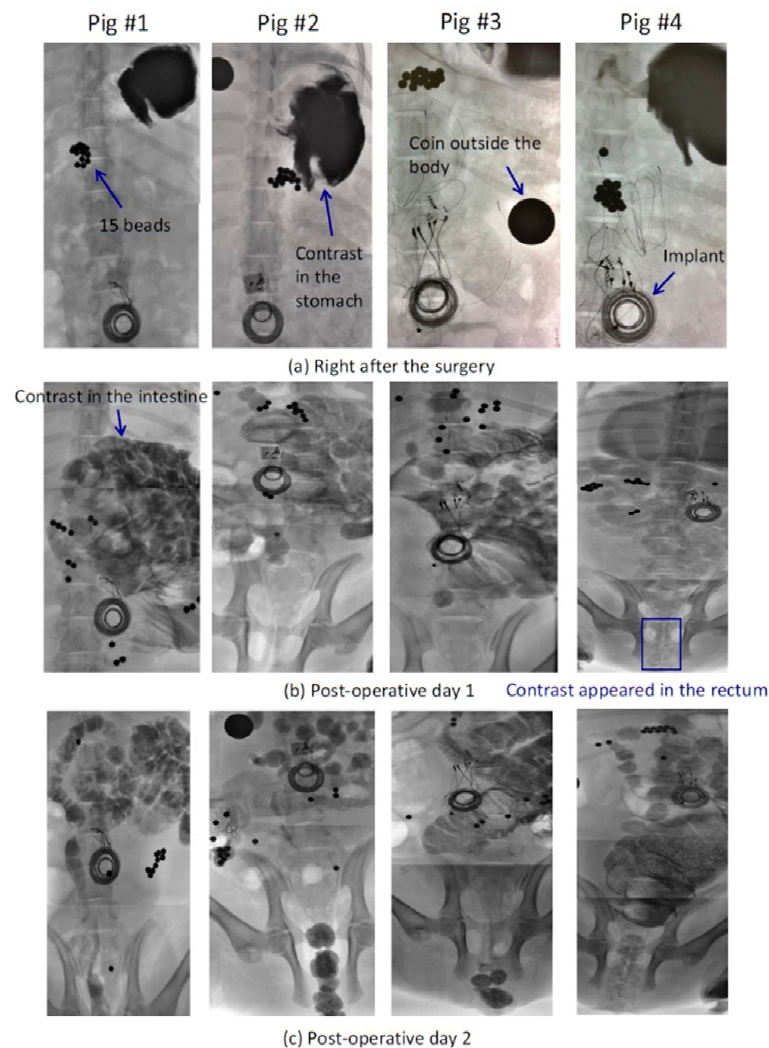 Pig #1
Pig #2
Pig #3
Pig #4
15 beads
Contrast
in the
stomach
Coin outside the
body
Implant
(a) Right after the surgery
Contrast in the intestine
(b) Post-operative day 1
Contrast appeared in the rectum
(c) Post-operative day 2